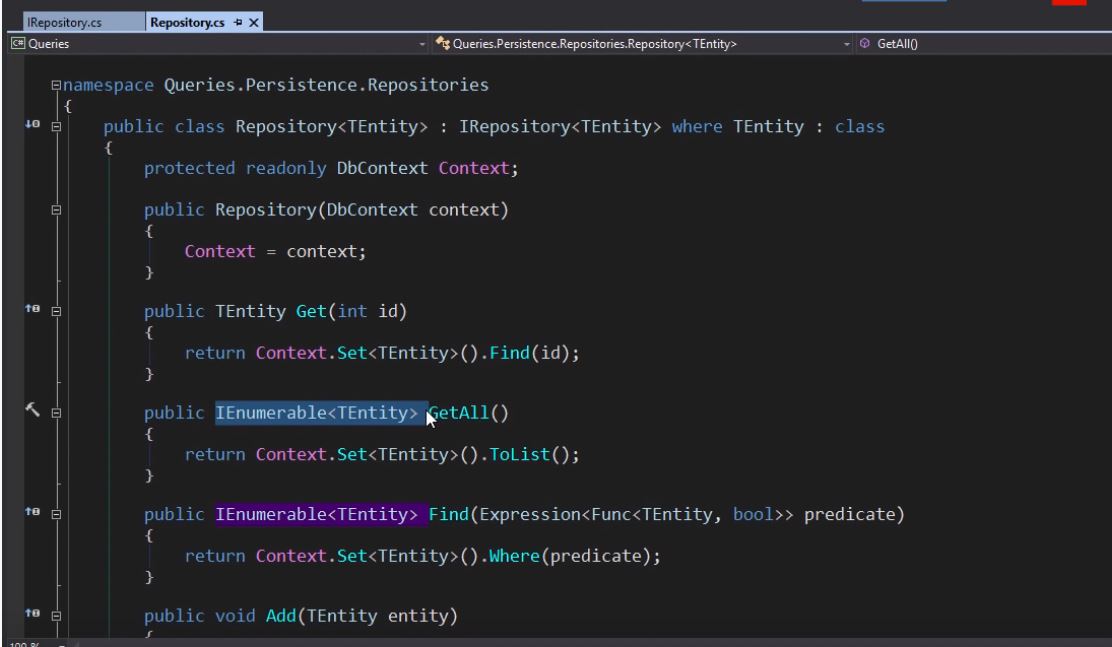 IRepository.cs Repository.cs
C# Queries Queries.Persistence.Repositories.Repository<TEntity> GetAll()
namespace Queries.Persistence.Repositories
{
public class Repository<TEntity> : IRepository<TEntity> where TEntity : class
{
protected readonly DbContext Context;
public Repository(DbContext context)
{
Context = context;
}
public TEntity Get(int id)
{
return Context.Set<TEntity>().Find(id);
}
public IEnumerable<TEntity> GetAll()
{
return Context.Set<TEntity>().ToList();
}
public IEnumerable<TEntity> Find(Expression<Func<TEntity, bool>> predicate)
{
return Context.Set<TEntity>().Where(predicate);
}
public void Add(TEntity entity)
{
100 %